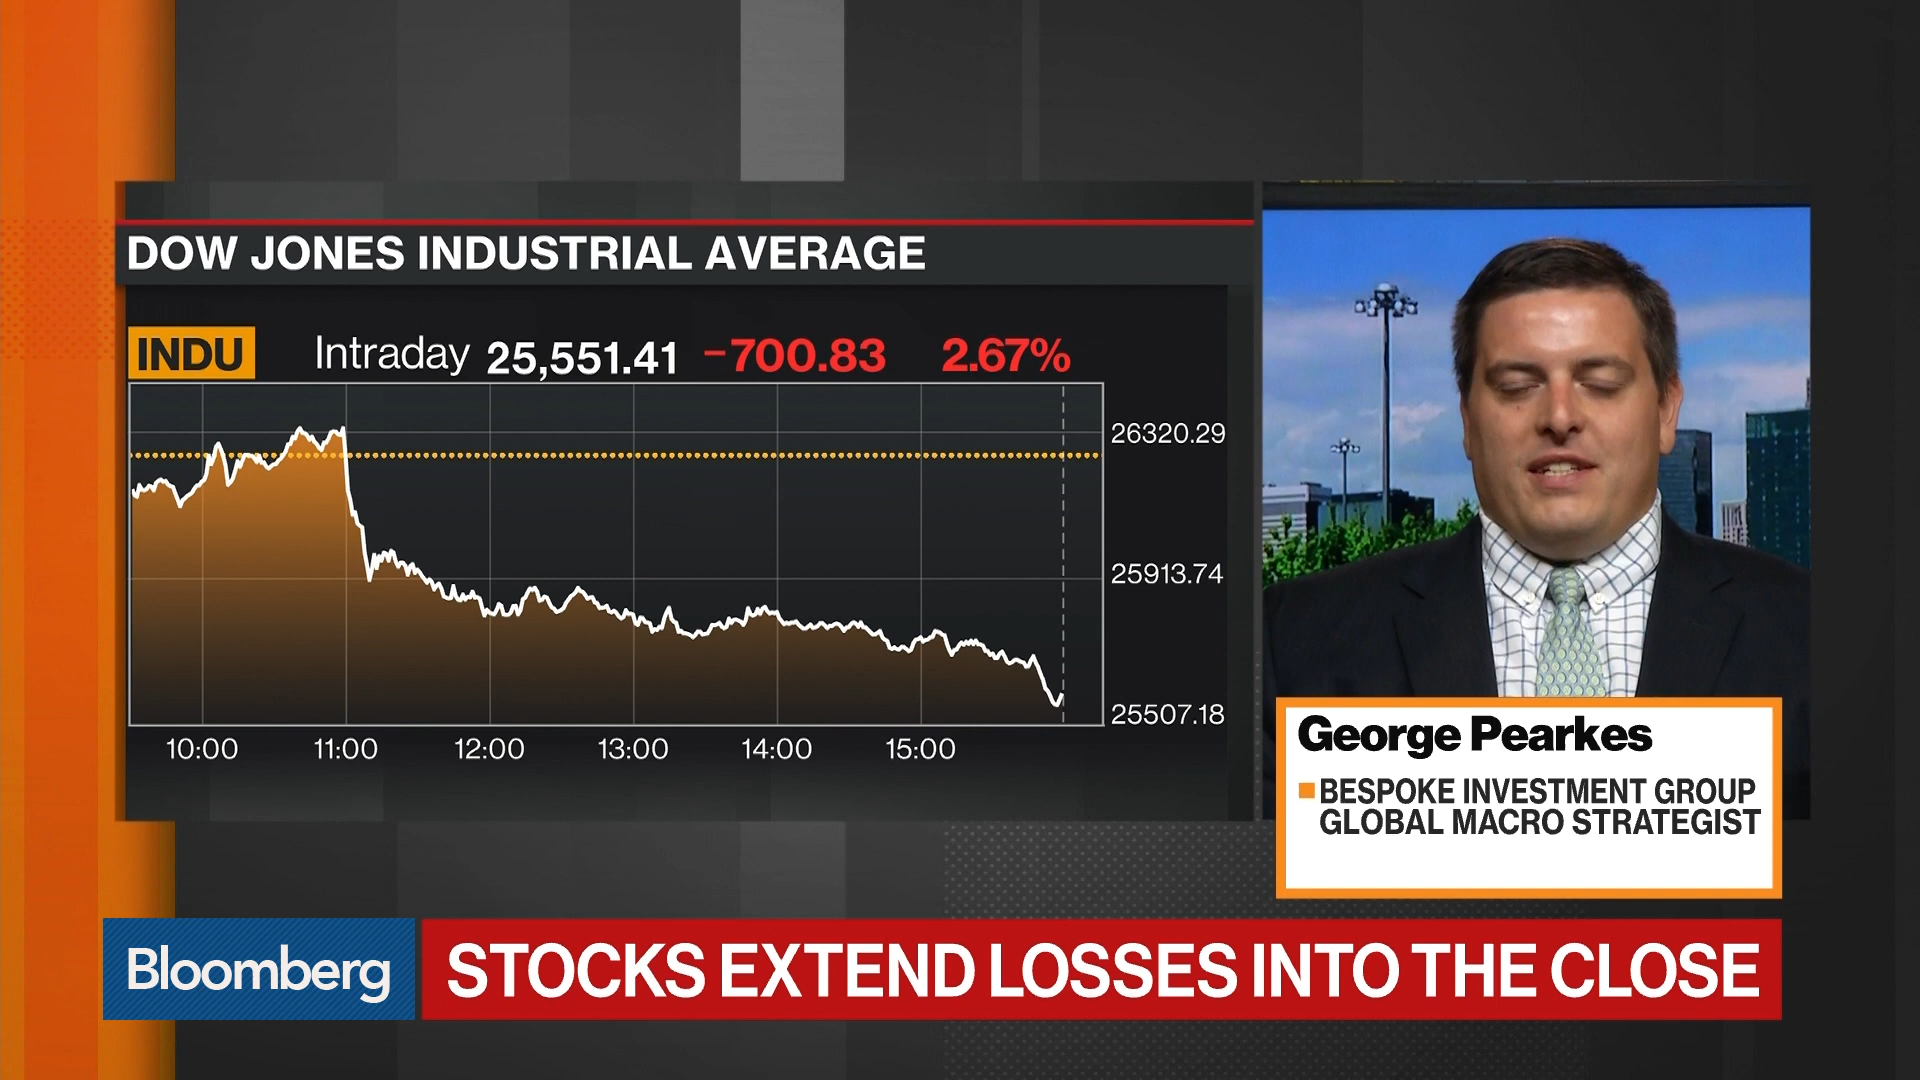 DOW JONES INDUSTRIAL AVERAGE
INDU Intraday 25,551.41 −700.83 2.67%
26320.29
25913.74
25507.18
10:00 11:00 12:00 13:00 14:00 15:00
George Pearkes
BESPOKE INVESTMENT GROUP
GLOBAL MACRO STRATEGIST
Bloomberg
STOCKS EXTEND LOSSES INTO THE CLOSE